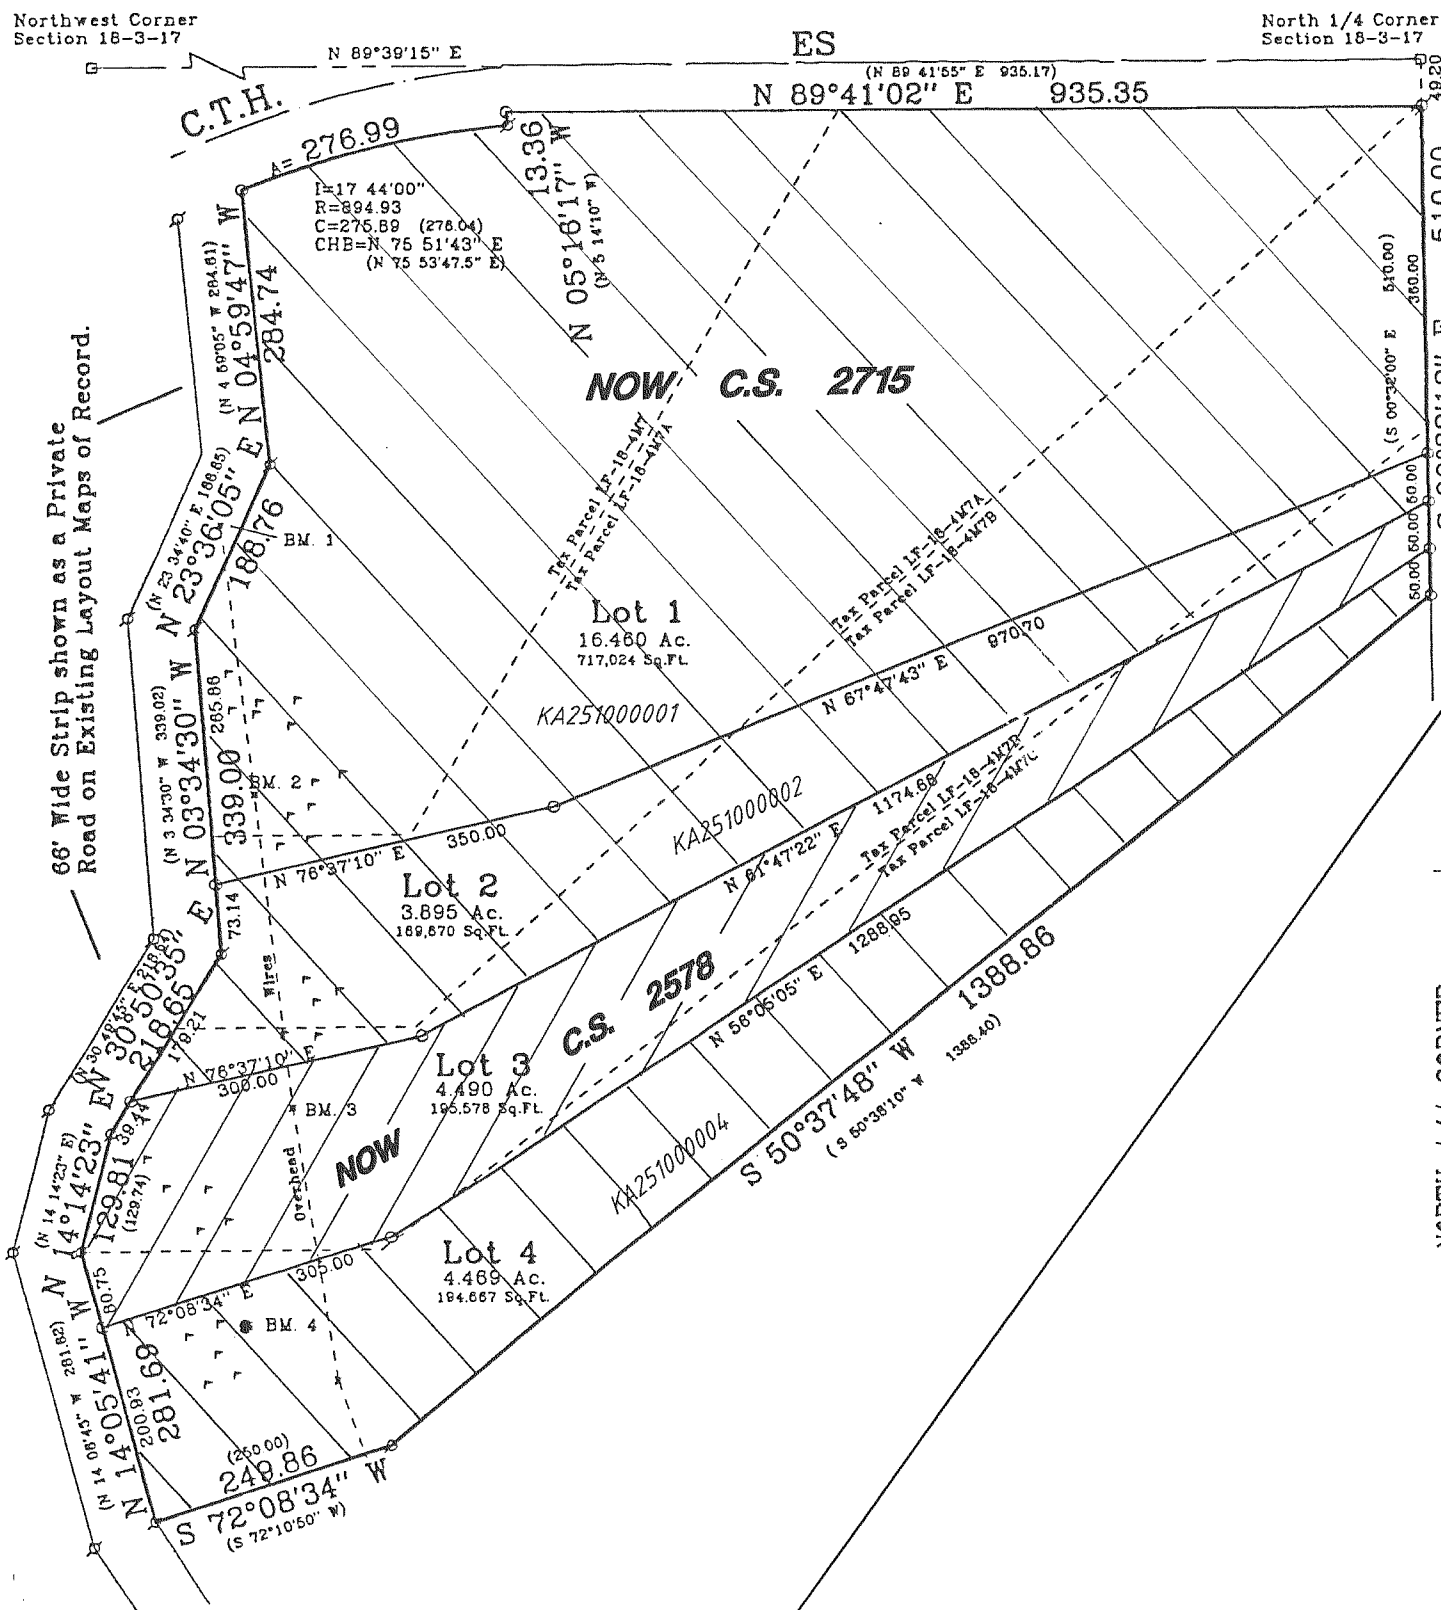 Northwest Corner
Section 18-3-17
North 1/4 Corner
Section 18-3-17
N 89°39'15" E
ES
(N 89 41'55" E 935.17)
N 89°41'02" E 935.35
49.20
C.T.H.
A= 276.99
I=17 44'00"
R=894.93
C=275.89 (276.04)
CHB=N 75 51'43" E
(N 75 53'47.5" E)
13.36
N 05°16'17" W
(N 5 14'10" W)
510.00
(S 00°32'00" E 510.00)
360.00
50.00
50.00
50.00
(N 4 59'05" W 284.61)
N 04°59'47" W
284.74
NOW C.S. 2715
66' Wide Strip shown as a Private
Road on Existing Layout Maps of Record.
(N 23 34'40" E 188.65)
N 23°36'05" E
188.76
BM. 1
Tax Parcel LF-18-4M7
Tax Parcel LF-18-4M7A
Tax Parcel LF-18-4M7A
Tax Parcel LF-18-4M7B
Lot 1
16.460 Ac.
717,024 Sq.Ft.
KA251000001
N 67°47'43" E 970.70
(N 3 34'30" W 339.02)
N 03°34'30" W
339.00
265.86
BM. 2
N 76°37'10" E 350.00
KA251000002
N 61°47'22" E 1174.68
Tax Parcel LF-18-4M7B
Tax Parcel LF-18-4M7C
Lot 2
3.895 Ac.
169,670 Sq.Ft.
73.14
Wires
(N 30 49'45" E 218.64)
N 30°50'35" E
218.65
179.21
N 76°37'10" E
300.00
Lot 3
4.490 Ac.
195,578 Sq.Ft.
NOW C.S. 2578
N 58°05'05" E 1288.95
1388.86
S 50°37'48" W
(S 50°38'10" W 1388.40)
BM. 3
39.44
(N 14 14'23" E)
N 14°14'23" E
129.81
(129.74)
Overhead
KA251000004
Lot 4
4.469 Ac.
194,667 Sq.Ft.
305.00
N 72°08'34" E
80.75
BM. 4
(N 14 08'45" W 281.62)
N 14°05'41" W
281.69
200.93
(250.00)
249.86
S 72°08'34" W
(S 72°10'50" W)